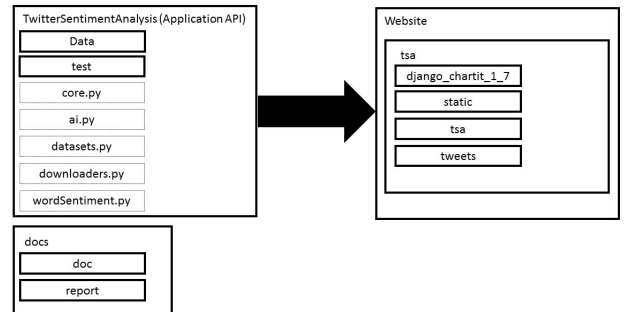 TwitterSentimentAnalysis (Application API)
Data
test
core.py
ai.py
datasets.py
downloaders.py
wordSentiment.py
Website
tsa
django_chartit_1_7
static
tsa
tweets
docs
doc
report